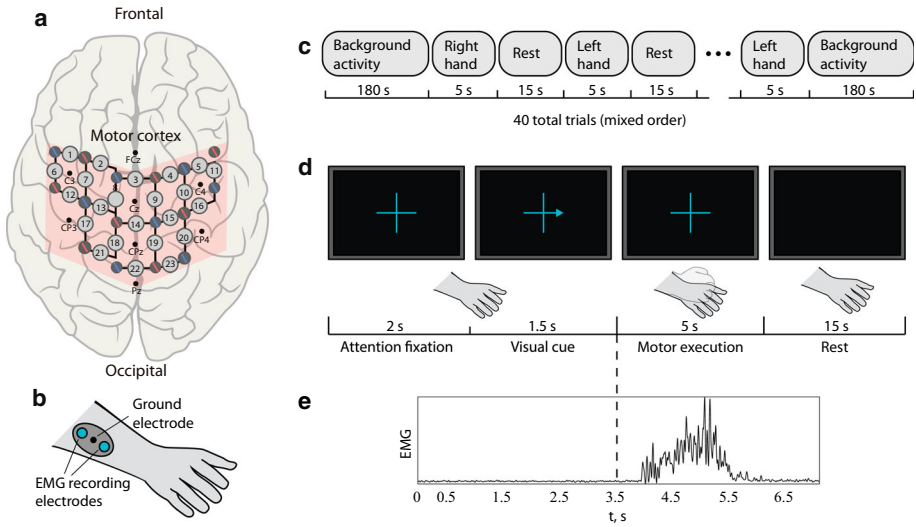 a
Frontal
Motor cortex
FCz
1
2
3
4
5
6
C3
7
10
C4
11
12
13
Cz
9
16
CP3
17
14
15
18
CPz
19
20
CP4
21
22
23
Pz
Occipital
b
Ground
electrode
EMG recording
electrodes
c
Background
activity
Right
hand
Rest
Left
hand
Rest
•••
Left
hand
Background
activity
180 s
5 s
15 s
5 s
15 s
5 s
180 s
40 total trials (mixed order)
d
2 s
1.5 s
5 s
15 s
Attention fixation
Visual cue
Motor execution
Rest
e
EMG
0 0.5 1.5 2.5 3.5 4.5 5.5 6.5
t, s